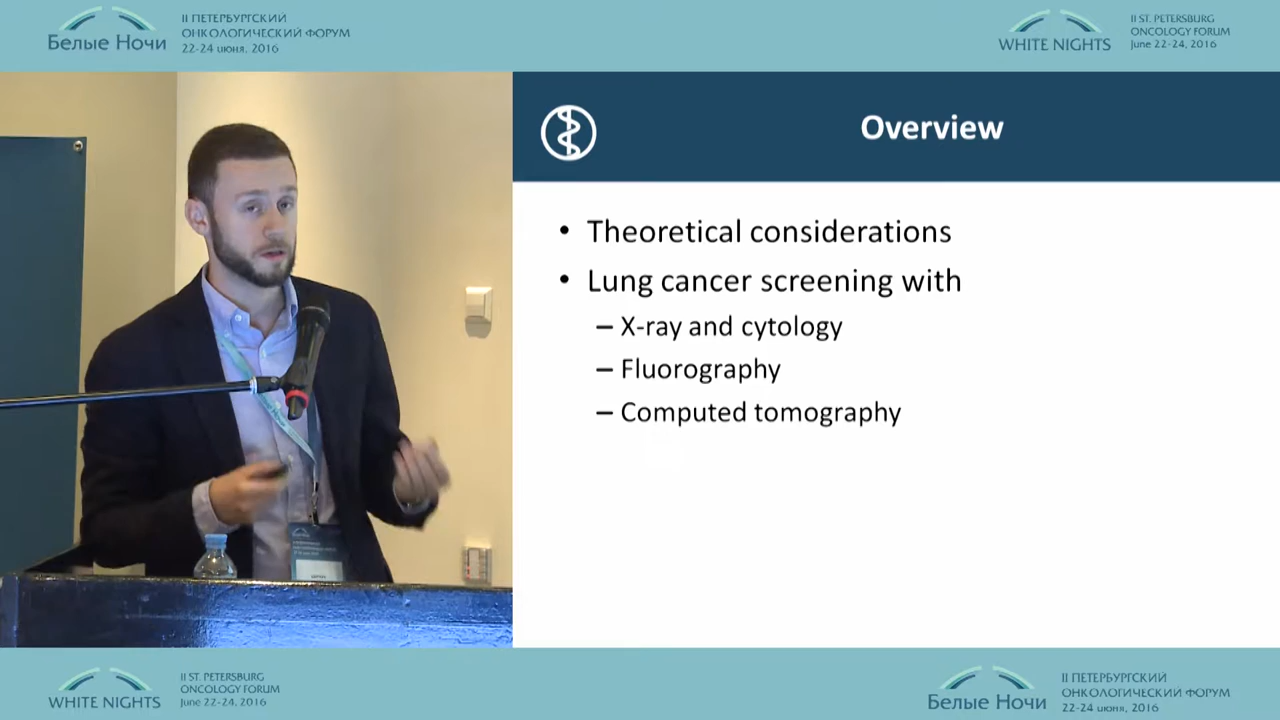 Белые Ночи
II ПЕТЕРБУРГСКИЙ
ОНКОЛОГИЧЕСКИЙ ФОРУМ
22-24 июня, 2016
WHITE NIGHTS
II ST. PETERSBURG
ONCOLOGY FORUM
June 22-24, 2016
Overview
• Theoretical considerations
• Lung cancer screening with
– X-ray and cytology
– Fluorography
– Computed tomography
WHITE NIGHTS
II ST. PETERSBURG
ONCOLOGY FORUM
June 22-24, 2016
Белые Ночи
II ПЕТЕРБУРГСКИЙ
ОНКОЛОГИЧЕСКИЙ ФОРУМ
22-24 июня, 2016